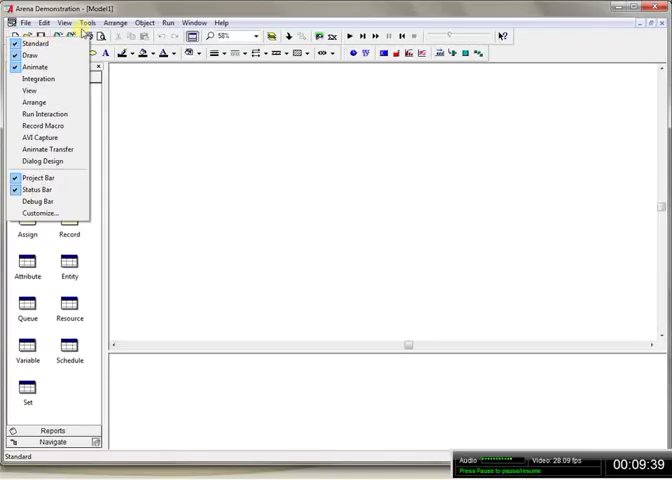 Arena Demonstration - [Model1]
File Edit View Tools Arrange Object Run Window Help
58%
Standard
Draw
Animate
Integration
View
Arrange
Run Interaction
Record Macro
AVI Capture
Animate Transfer
Dialog Design
Project Bar
Status Bar
Debug Bar
Customize...
Assign Record
Attribute Entity
Queue Resource
Variable Schedule
Set
Reports
Navigate
Standard
Audio Video: 28.09 fps
Press Pause to pause/resume
00:09:39